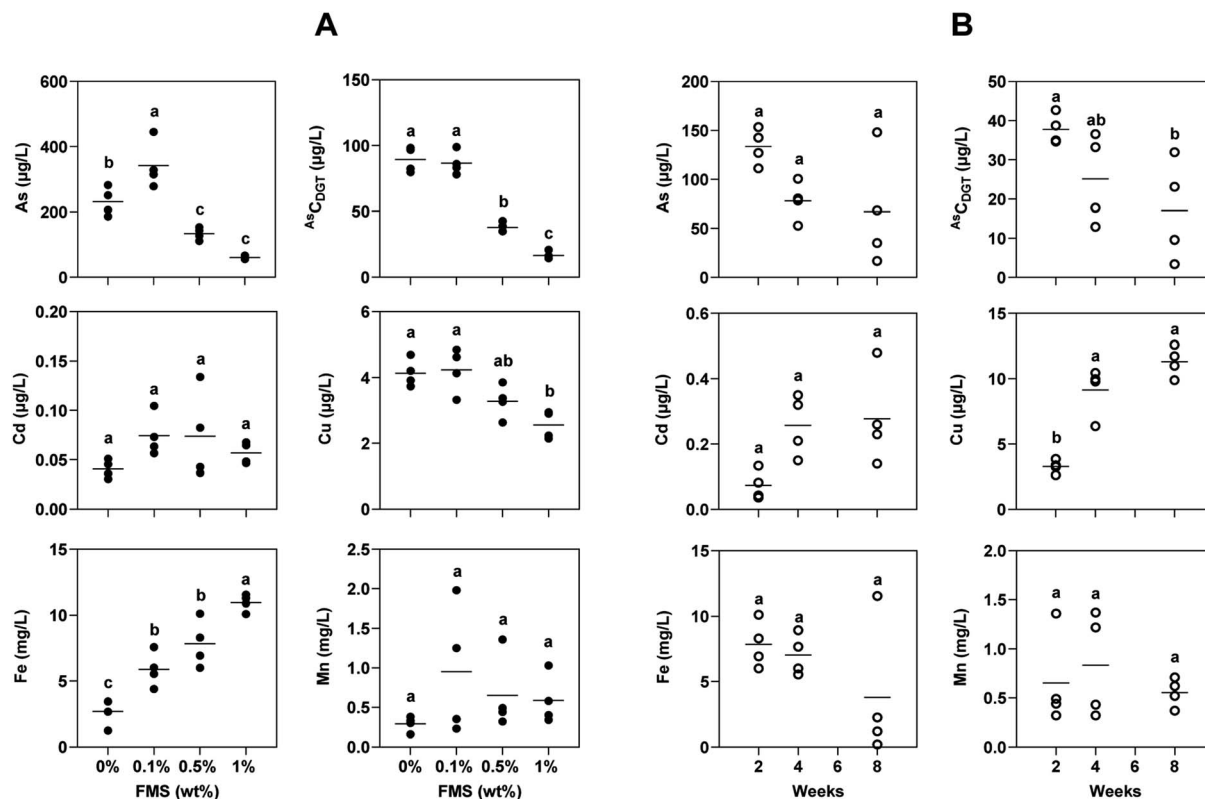 A
B
As (µg/L)
600
400
200
0
b
a
c
c
AsCDGT (µg/L)
150
100
50
0
a
a
b
c
As (µg/L)
200
150
100
50
0
a
a
a
AsCDGT (µg/L)
50
40
30
20
10
0
a
ab
b
Cd (µg/L)
0.20
0.15
0.10
0.05
0.00
a
a
a
a
Cu (µg/L)
6
4
2
0
a
a
ab
b
Cd (µg/L)
0.6
0.4
0.2
0.0
a
a
a
Cu (µg/L)
15
10
5
0
b
a
a
Fe (mg/L)
15
10
5
0
c
b
b
a
0% 0.1% 0.5% 1%
FMS (wt%)
Mn (mg/L)
2.5
2.0
1.5
1.0
0.5
0.0
a
a
a
a
0% 0.1% 0.5% 1%
FMS (wt%)
Fe (mg/L)
15
10
5
0
a
a
a
2 4 6 8
Weeks
Mn (mg/L)
2.0
1.5
1.0
0.5
0.0
a
a
a
2 4 6 8
Weeks